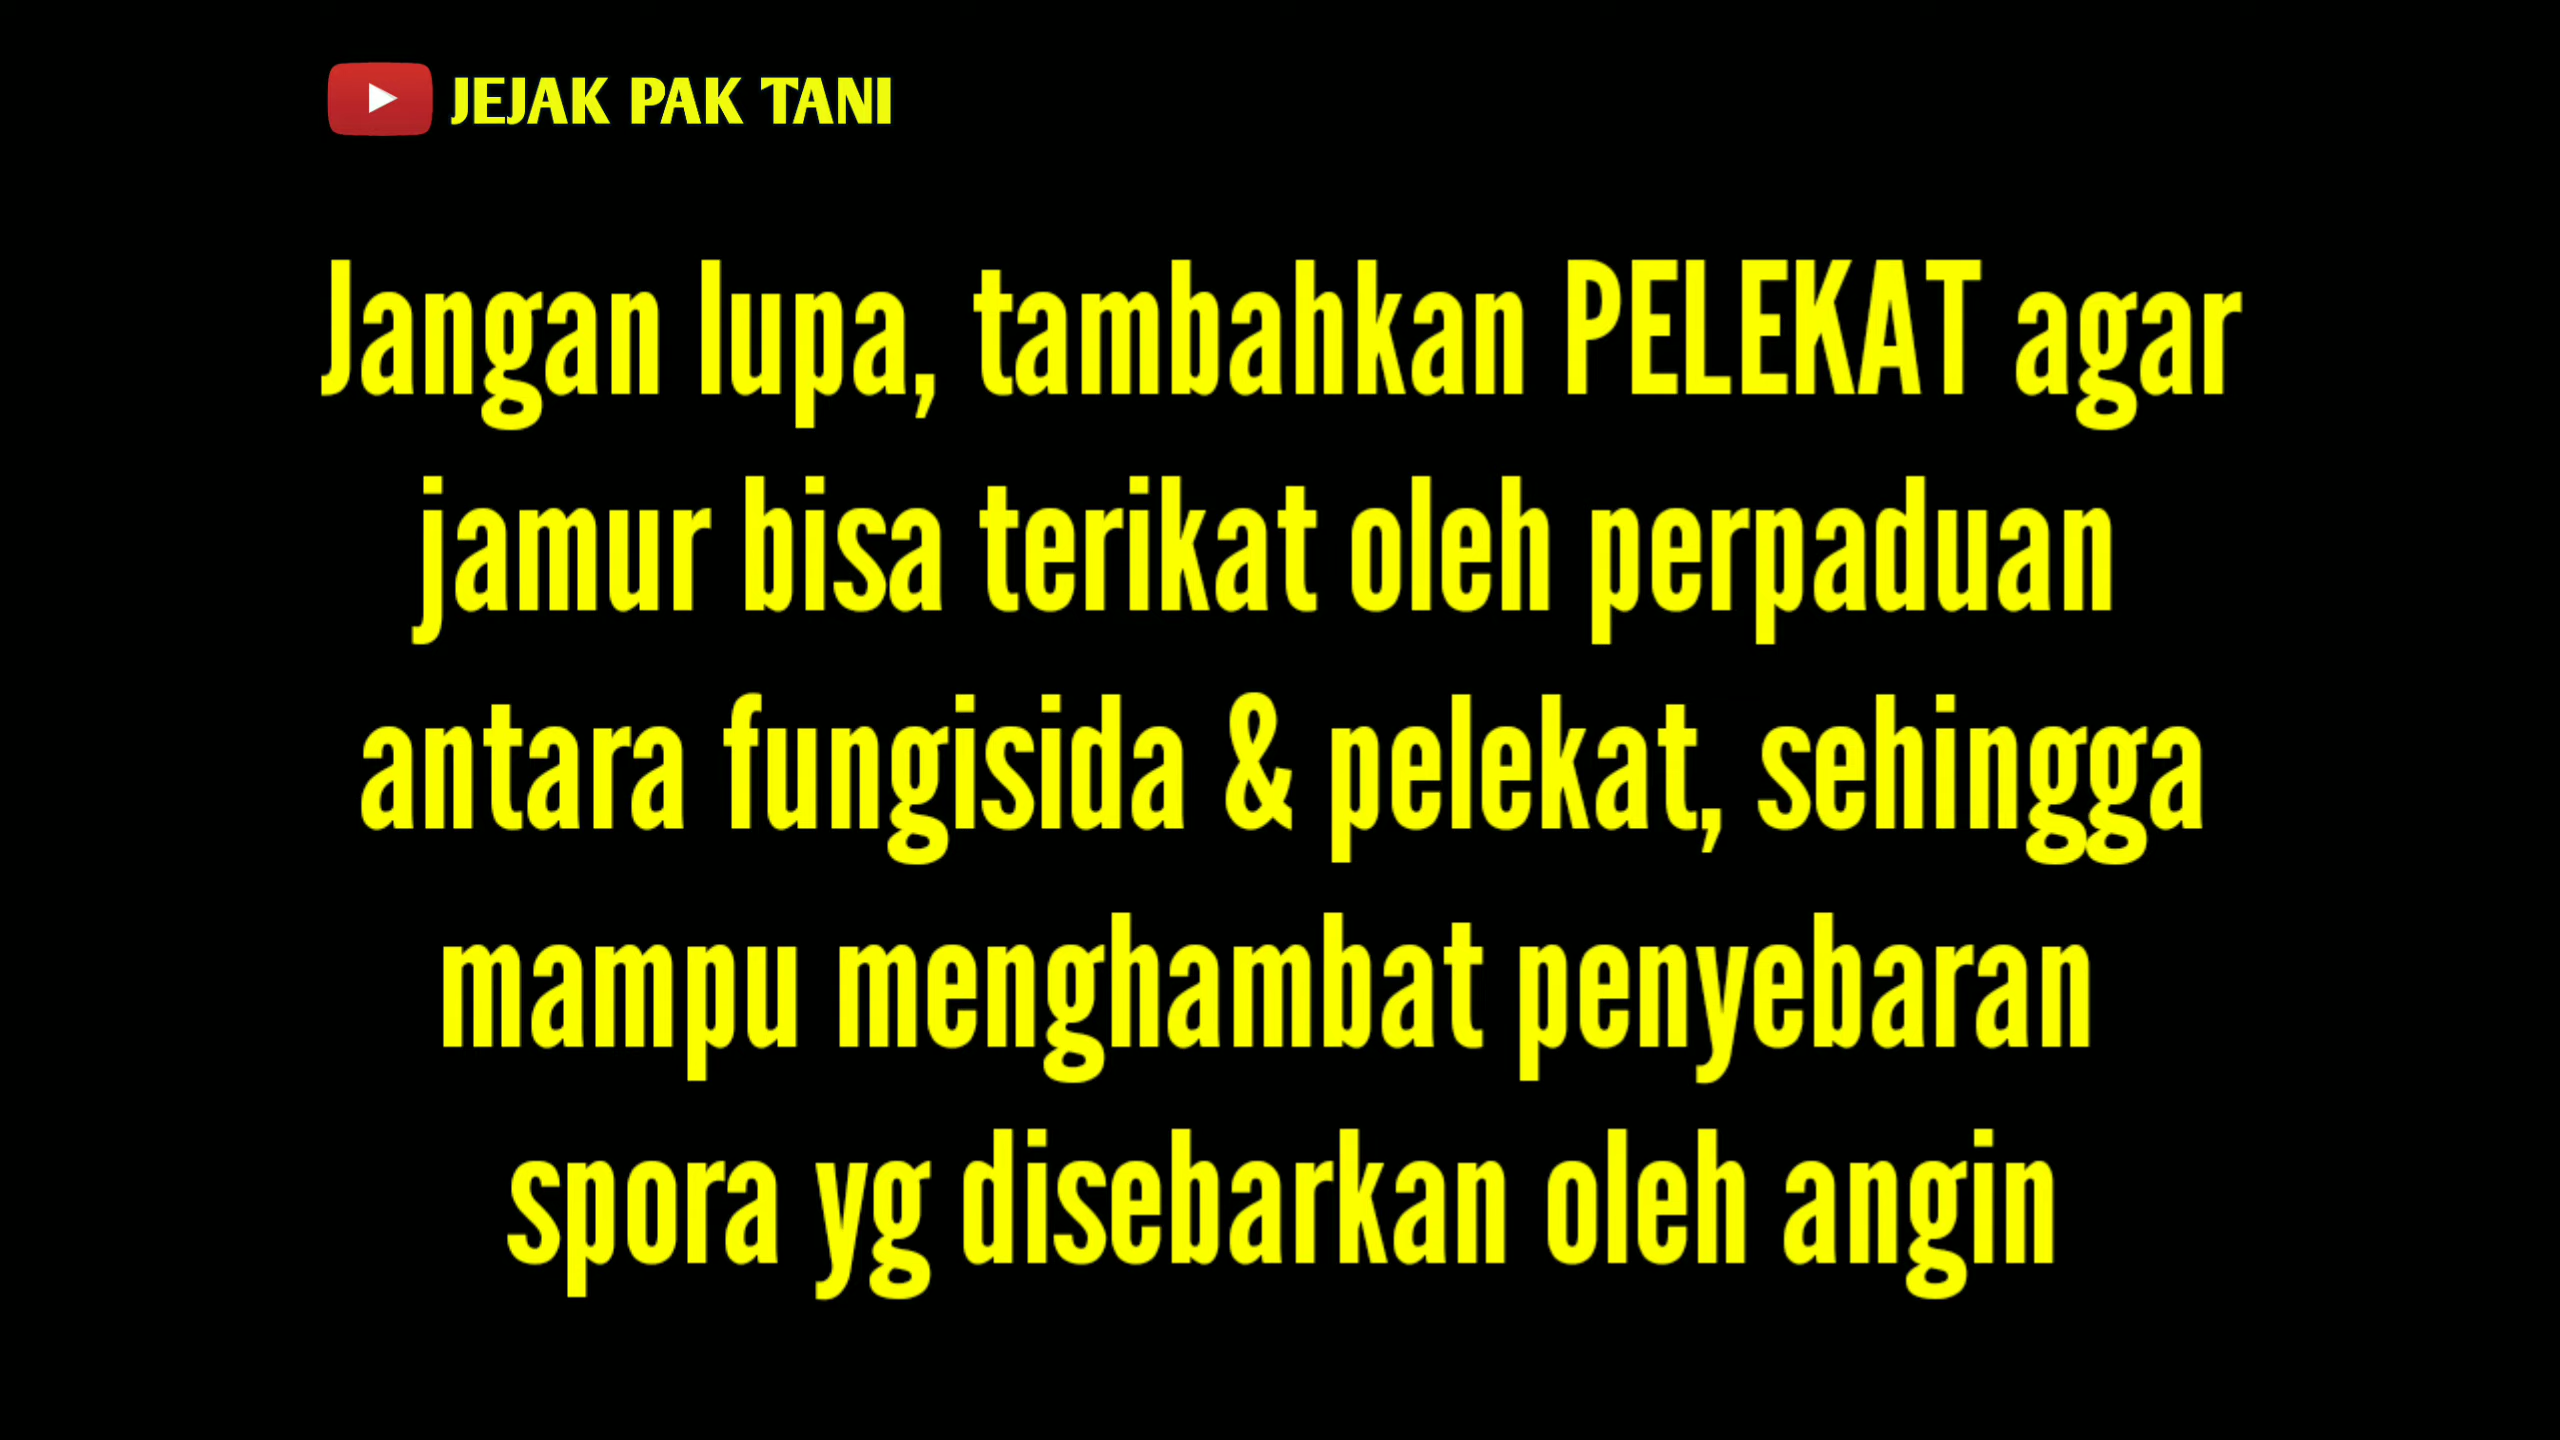 JEJAK PAK TANI
Jangan lupa, tambahkan PELEKAT agar
jamur bisa terikat oleh perpaduan
antara fungisida & pelekat, sehingga
mampu menghambat penyebaran
spora yg disebarkan oleh angin